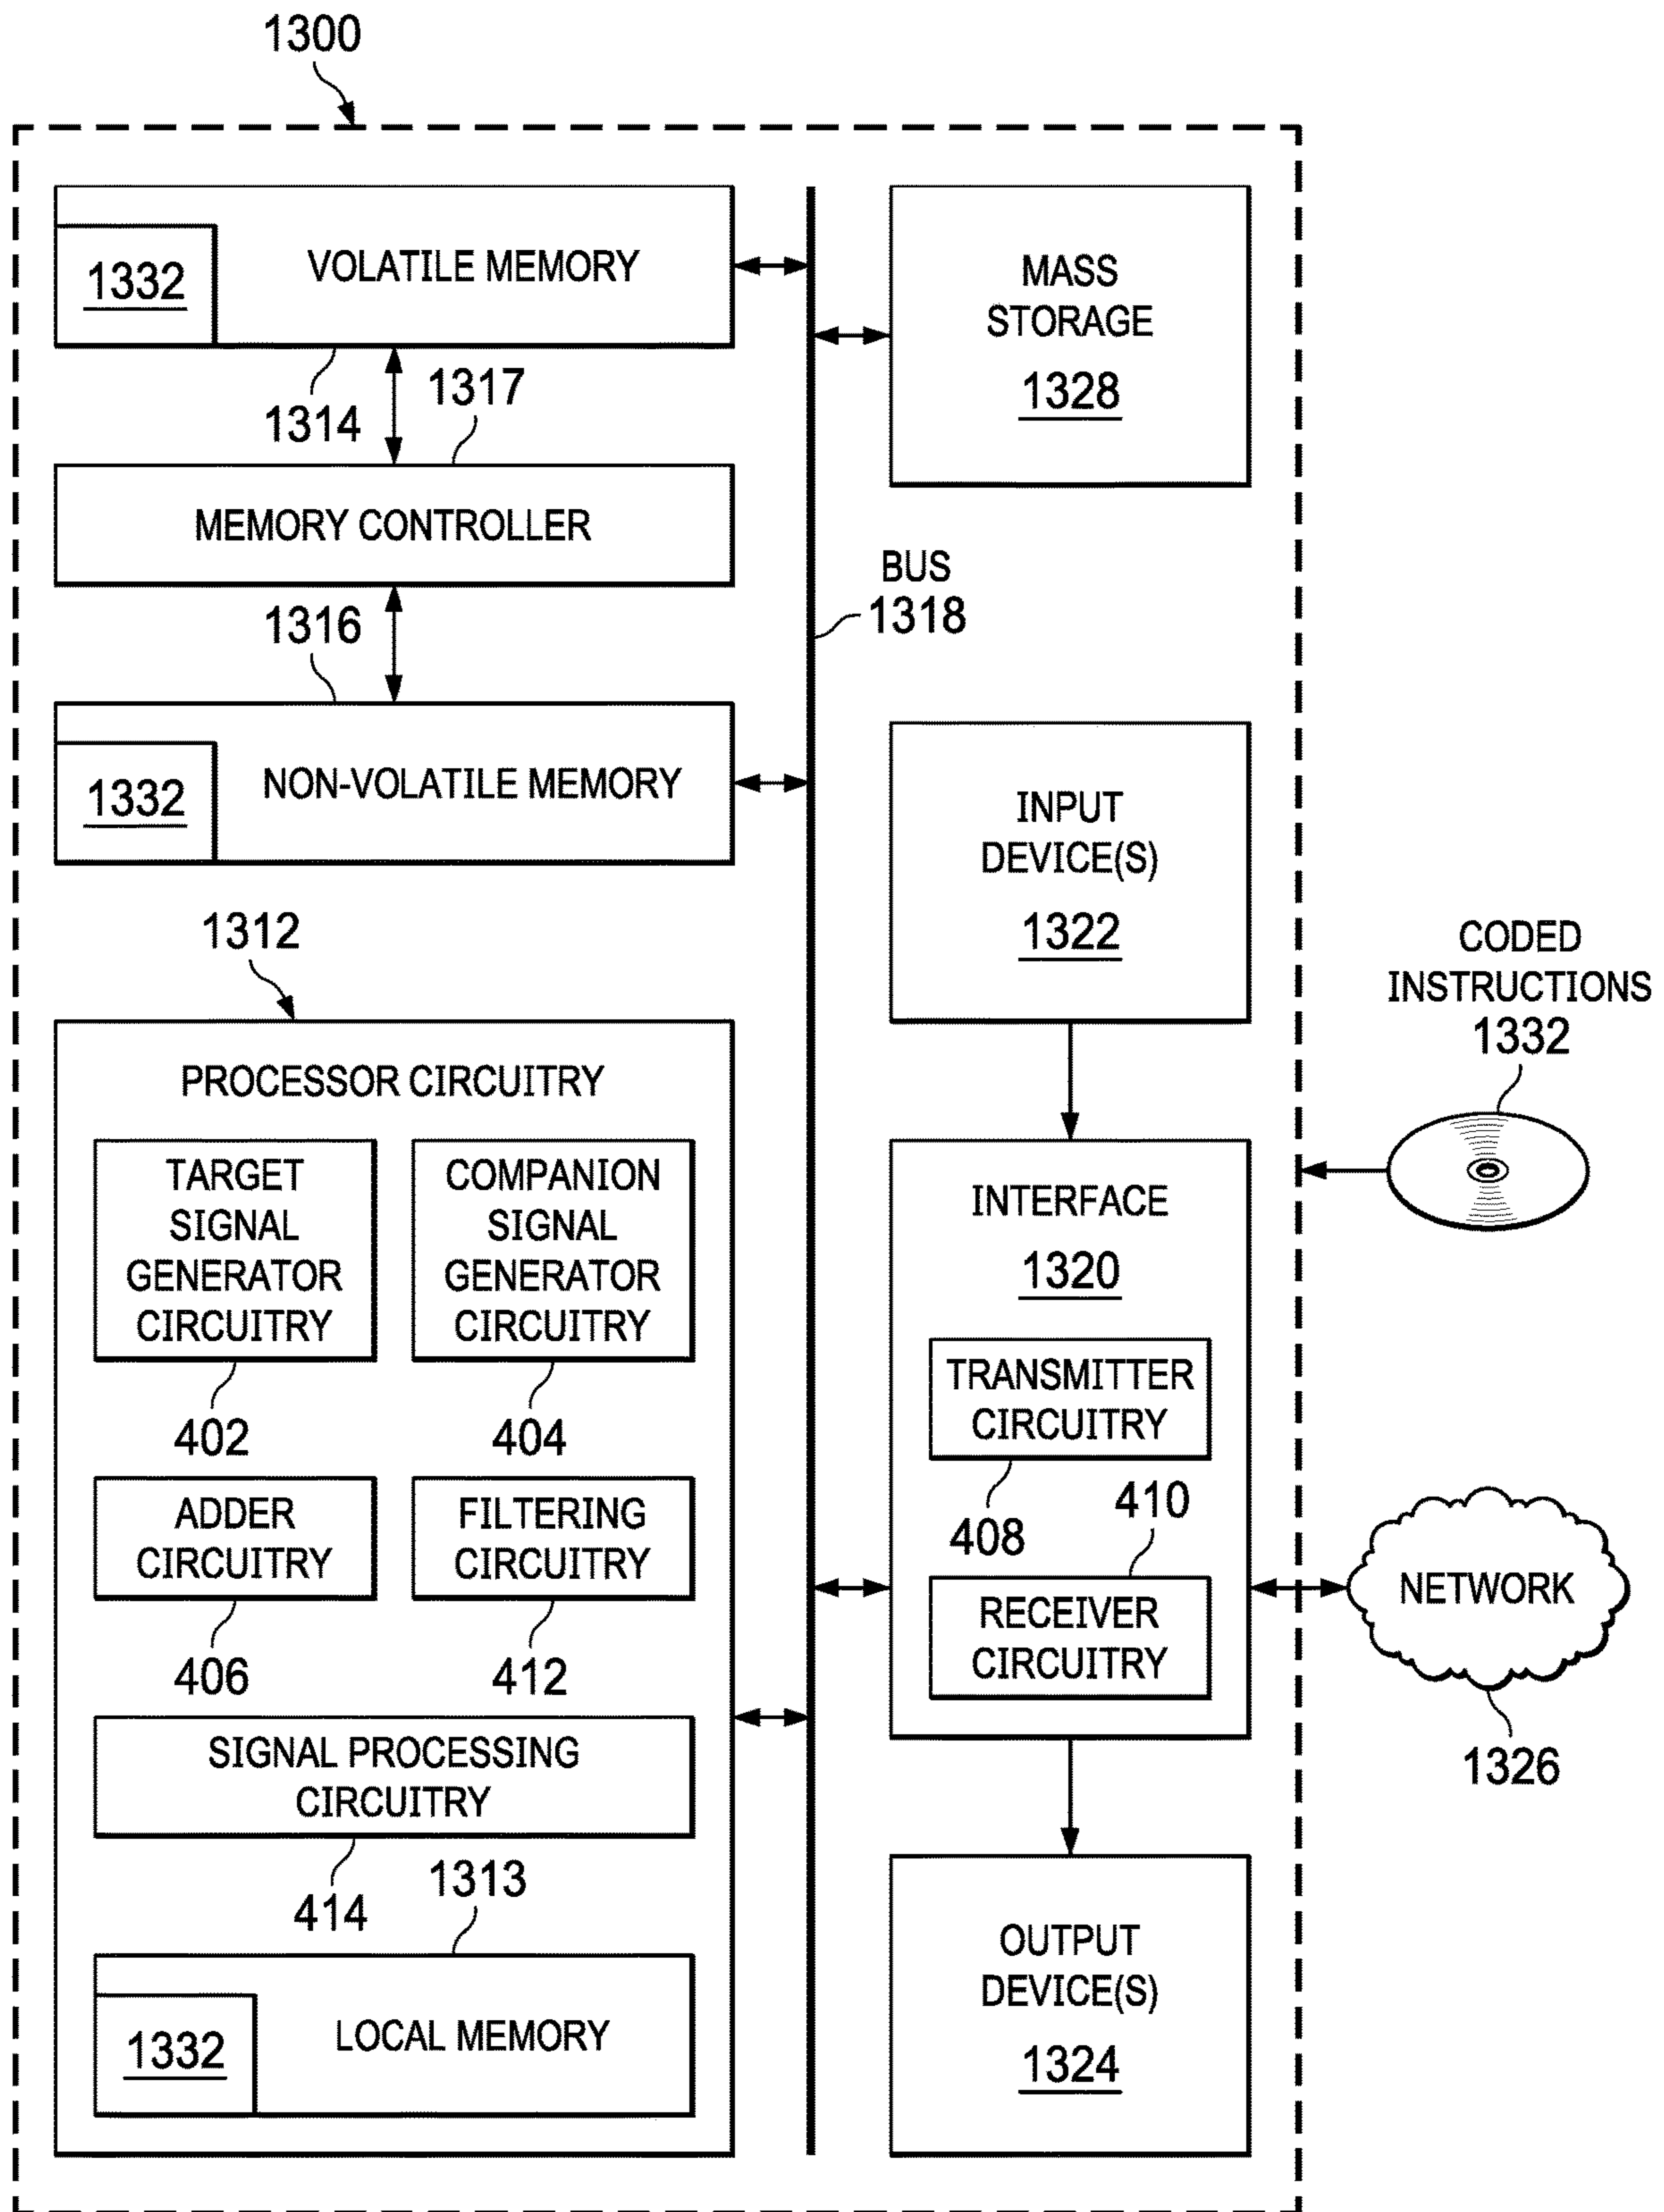 1300
VOLATILE MEMORY
1332
1314
1317
MEMORY CONTROLLER
1316
NON-VOLATILE MEMORY
1332
1312
PROCESSOR CIRCUITRY
TARGET
SIGNAL
GENERATOR
CIRCUITRY
402
COMPANION
SIGNAL
GENERATOR
CIRCUITRY
404
ADDER
CIRCUITRY
406
FILTERING
CIRCUITRY
412
SIGNAL PROCESSING
CIRCUITRY
414
1313
LOCAL MEMORY
1332
BUS
1318
MASS
STORAGE
1328
INPUT
DEVICE(S)
1322
INTERFACE
1320
TRANSMITTER
CIRCUITRY
408
410
RECEIVER
CIRCUITRY
OUTPUT
DEVICE(S)
1324
CODED
INSTRUCTIONS
1332
NETWORK
1326